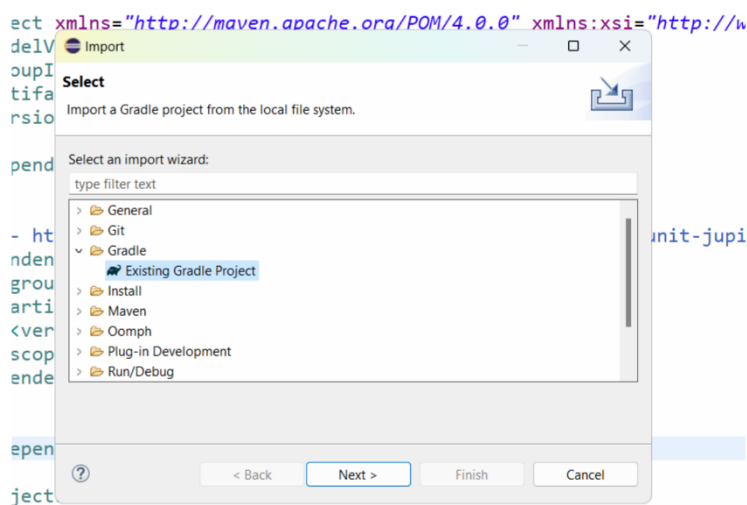 ect xmlns="http://maven.apache.org/POM/4.0.0" xmlns:xsi="http://w
delV
Import
oupI
Select
tifa
Import a Gradle project from the local file system.
rsio
Select an import wizard:
pend
type filter text
General
Git
- ht
unit-jupi
Gradle
nden
Existing Gradle Project
grou
Install
arti
Maven
<ver
Oomph
scop
Plug-in Development
ende
Run/Debug
epen
?
< Back
Next >
Finish
Cancel
ject